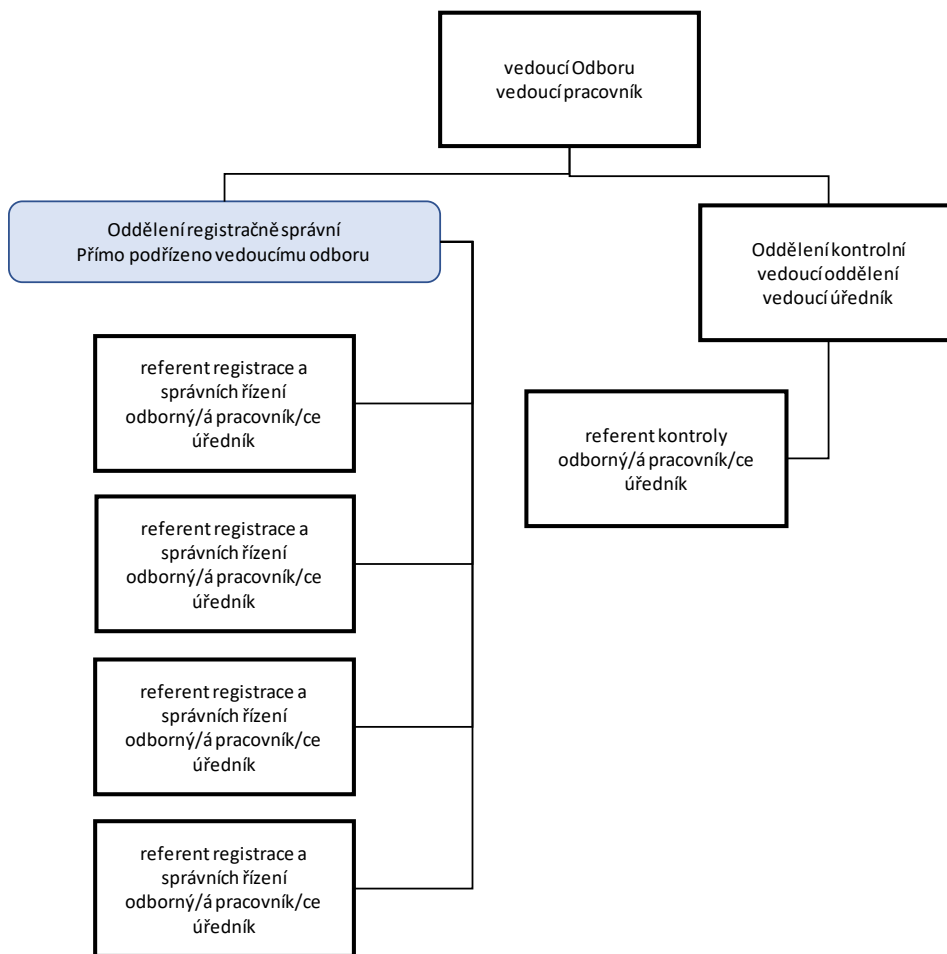 vedoucí Odboru
vedoucí pracovník
Oddělení registračně správní
Přímo podřízeno vedoucímu odboru
Oddělení kontrolní
vedoucí oddělení
vedoucí úředník
referent registrace a
správních řízení
odborný/á pracovník/ce
úředník
referent kontroly
odborný/á pracovník/ce
úředník
referent registrace a
správních řízení
odborný/á pracovník/ce
úředník
referent registrace a
správních řízení
odborný/á pracovník/ce
úředník
referent registrace a
správních řízení
odborný/á pracovník/ce
úředník